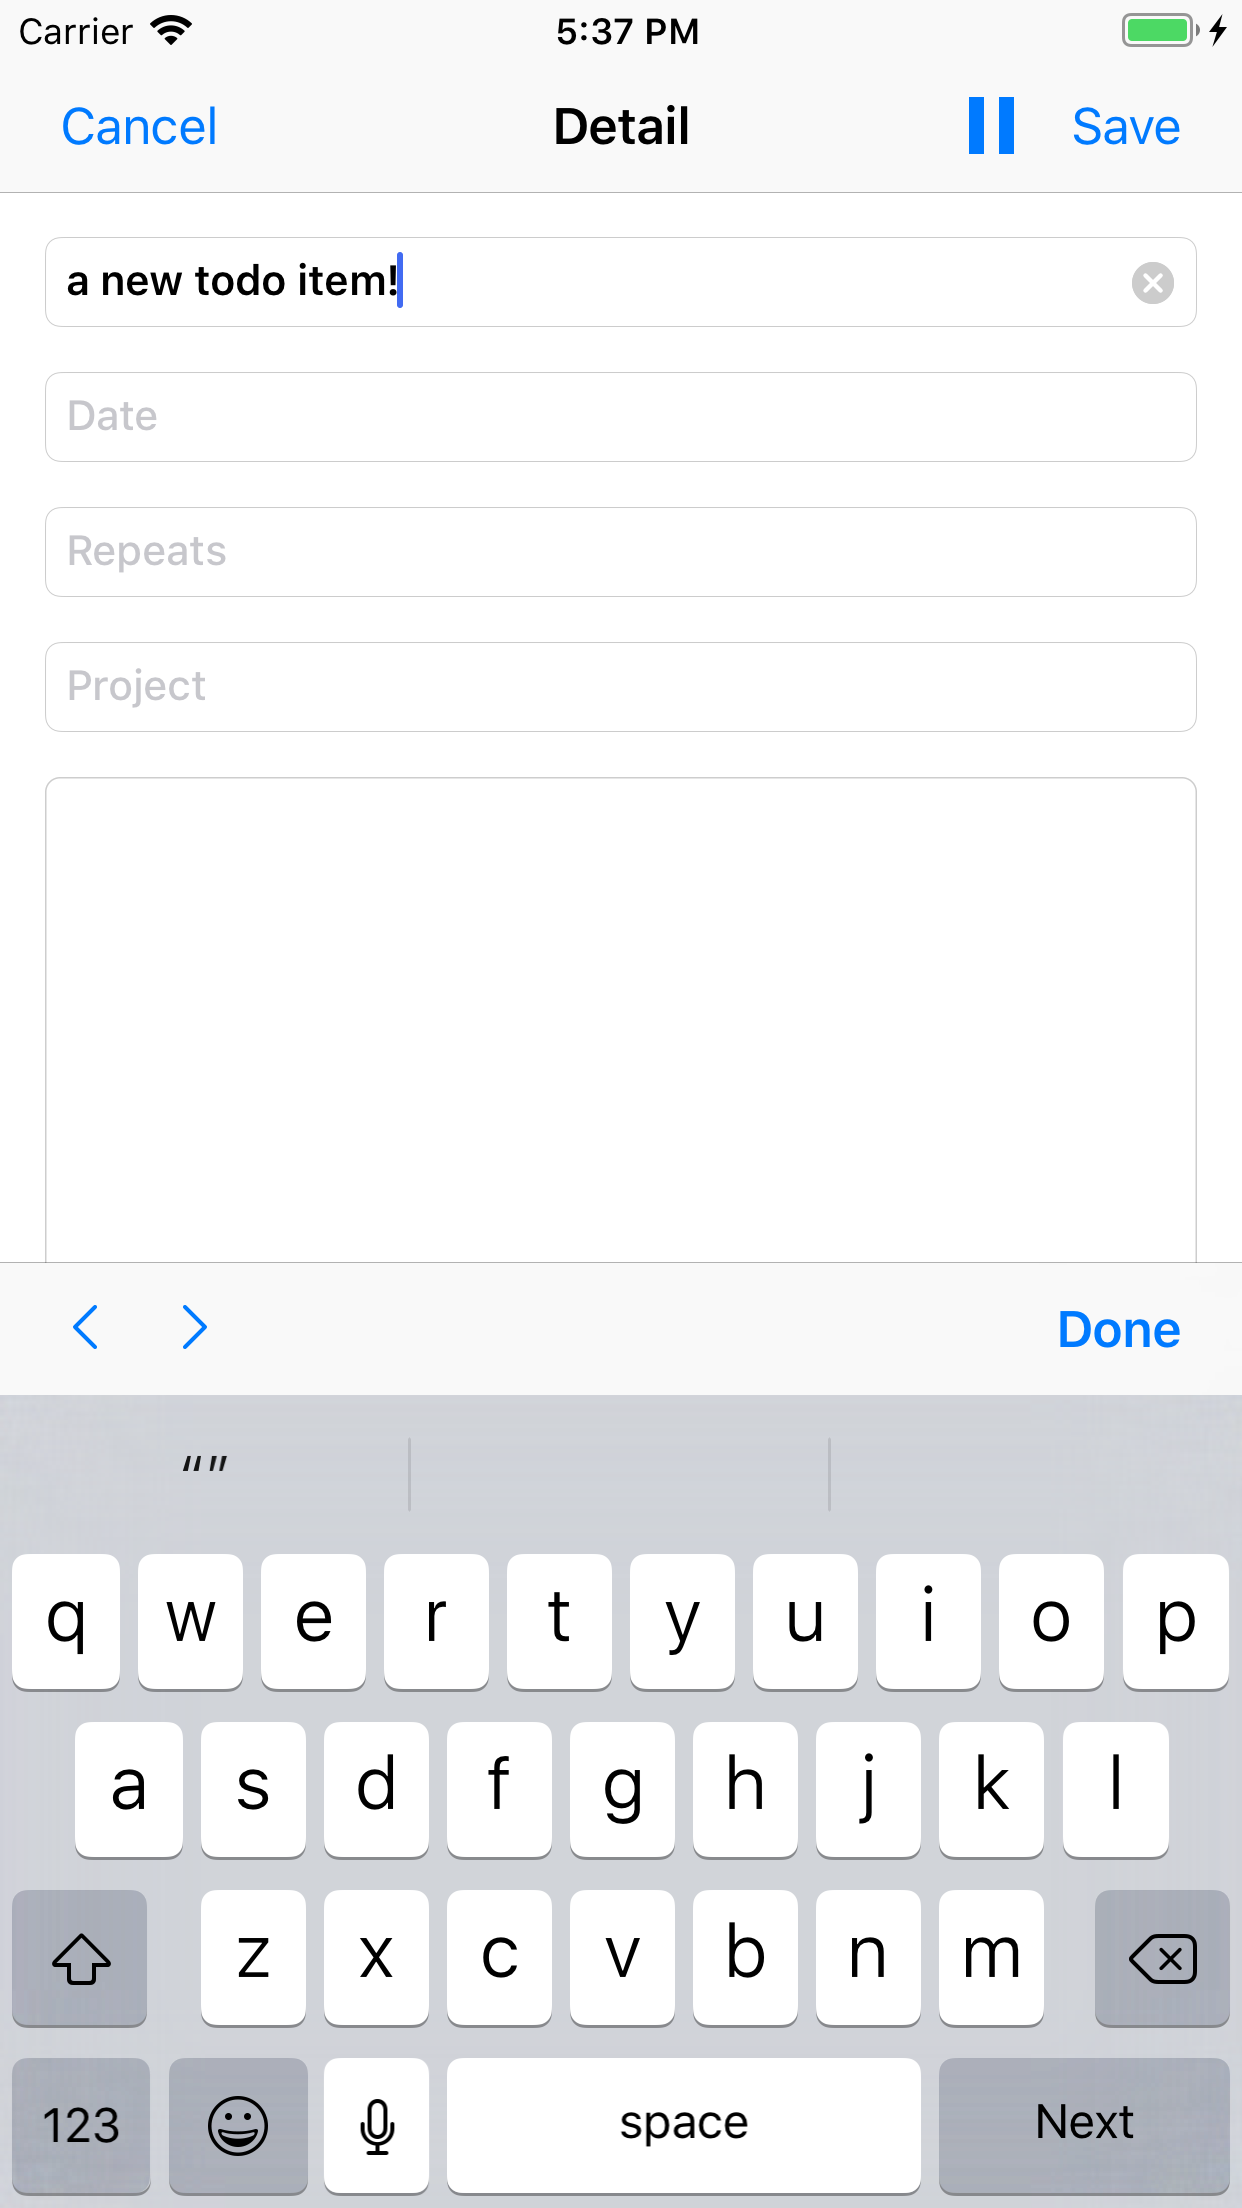 Carrier 5:37 PM
Cancel Detail Save
a new todo item!
Date
Repeats
Project
Done
“”
q w e r t y u i o p
a s d f g h j k l
z x c v b n m
123 space Next